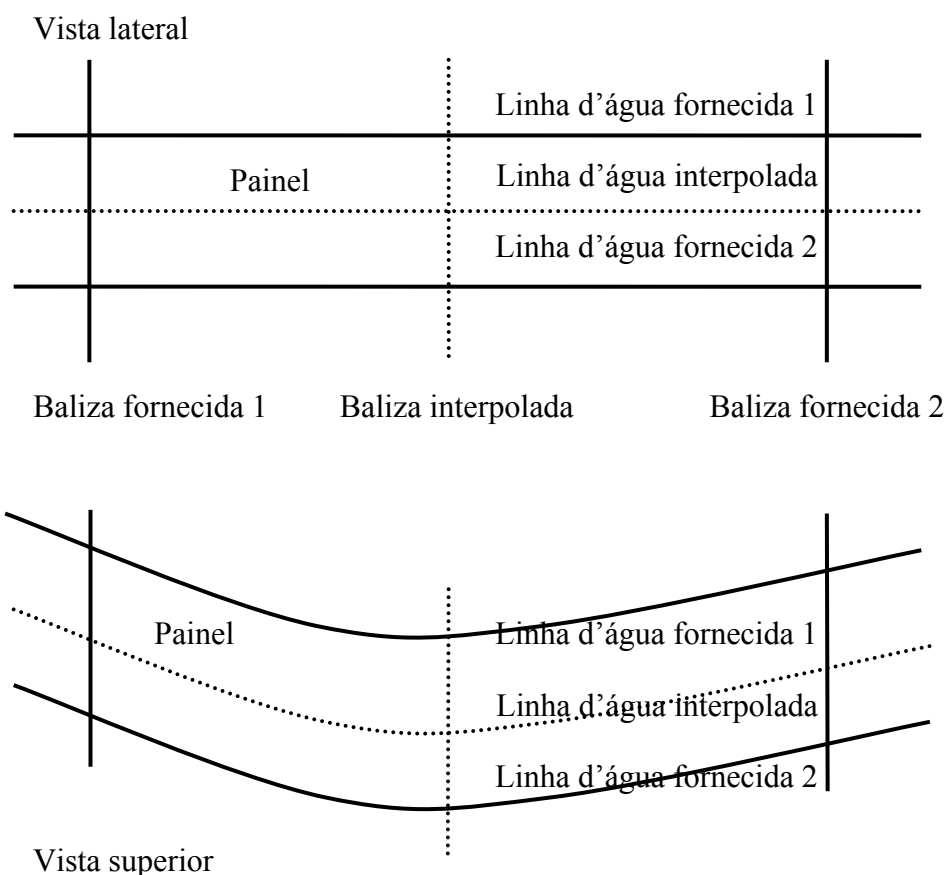 Vista lateral
Linha d’água fornecida 1
Painel
Linha d’água interpolada
Linha d’água fornecida 2
Baliza fornecida 1 Baliza interpolada Baliza fornecida 2
Painel
Linha d’água fornecida 1
Linha d’água interpolada
Linha d’água fornecida 2
Vista superior